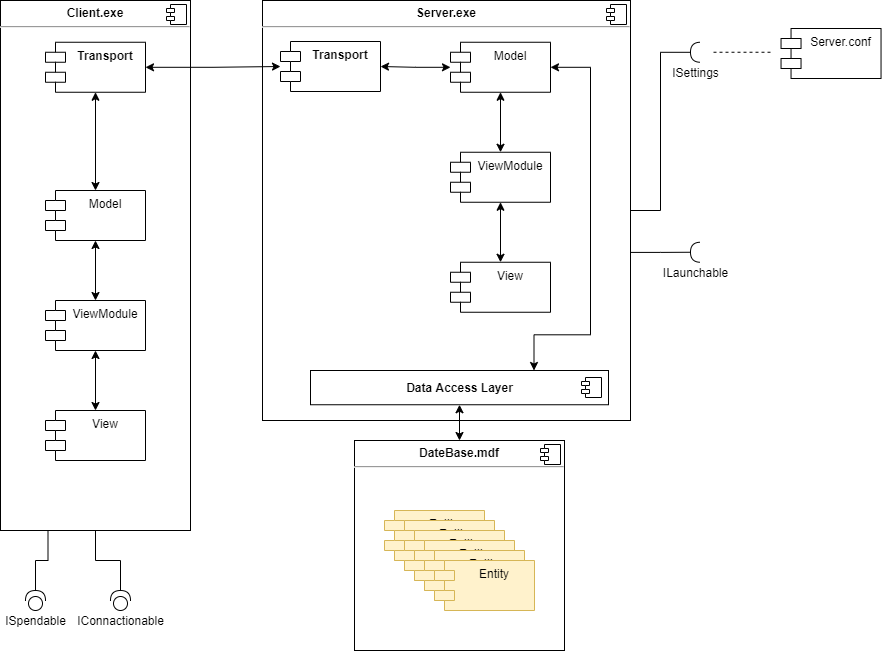 Client.exe
Server.exe
Transport
Transport
Model
Server.conf
ISettings
ViewModule
Model
ILaunchable
View
ViewModule
Data Access Layer
View
DateBase.mdf
Entity
ISpendable
IConnactionable